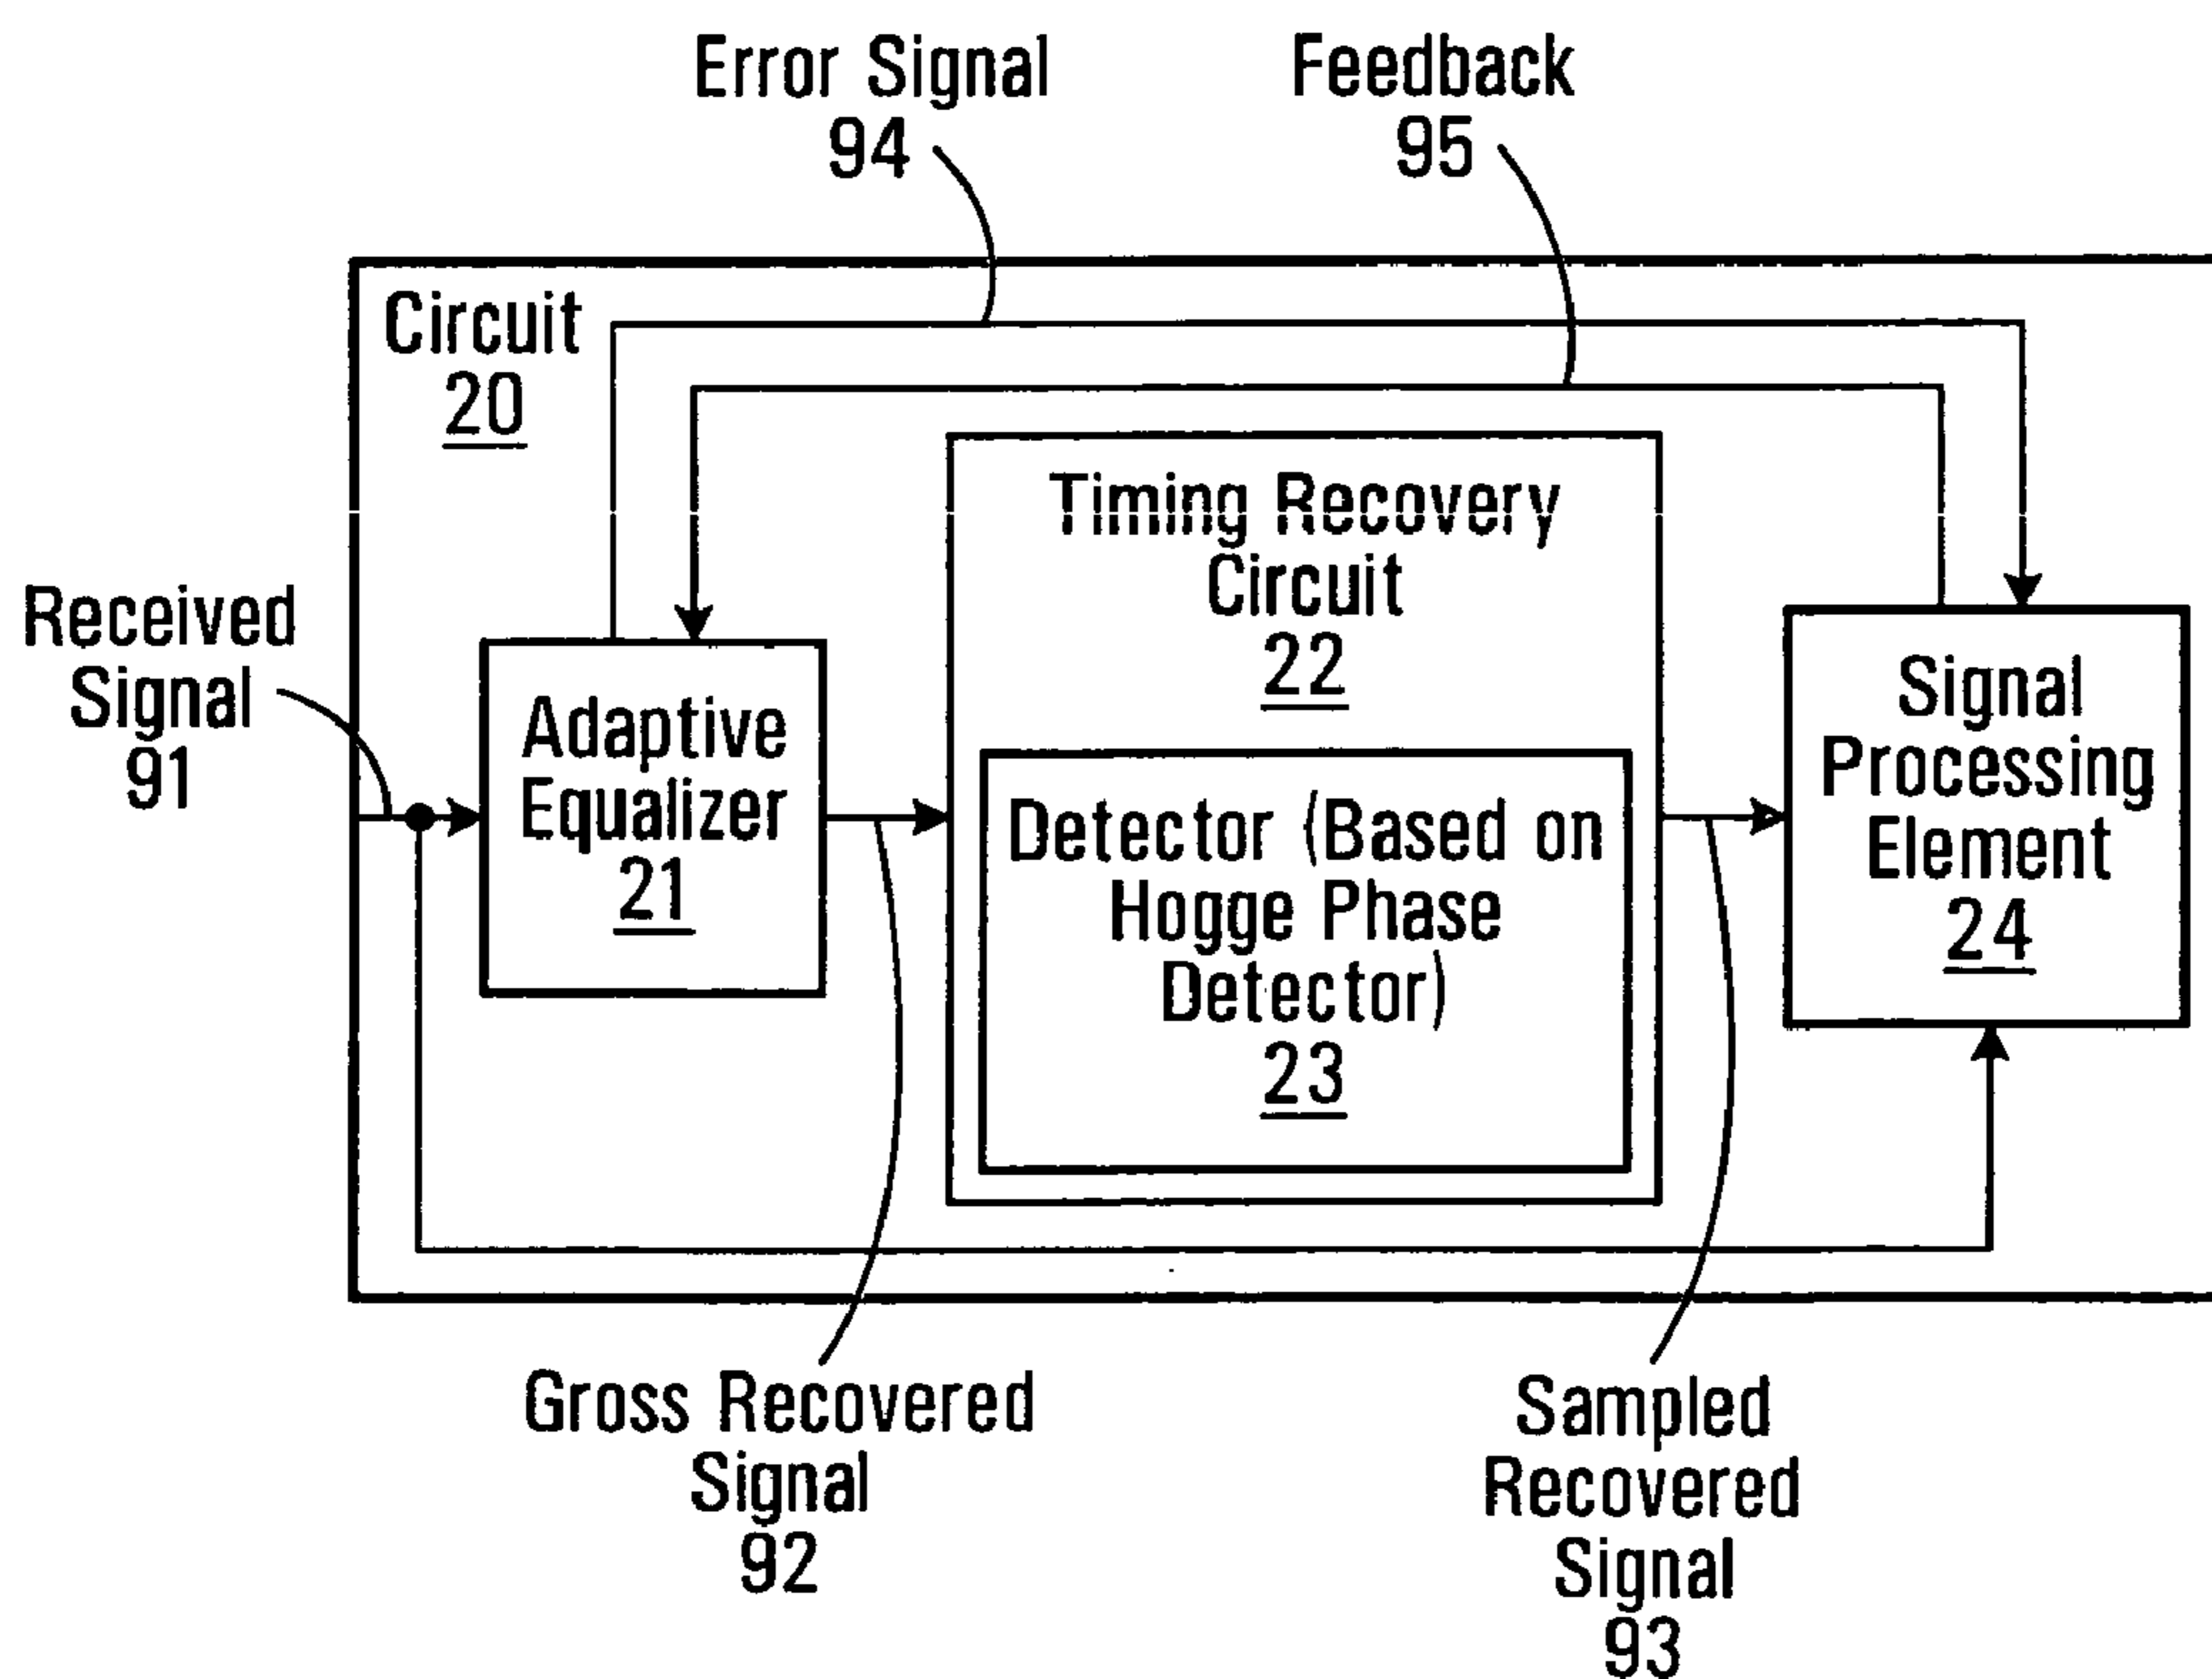 Error Signal
94
Feedback
95
Circuit
20
Received
Signal
91
Adaptive
Equalizer
21
Timing Recovery
Circuit
22
Detector (Based on
Hogge Phase
Detector)
23
Signal
Processing
Element
24
Gross Recovered
Signal
92
Sampled
Recovered
Signal
93